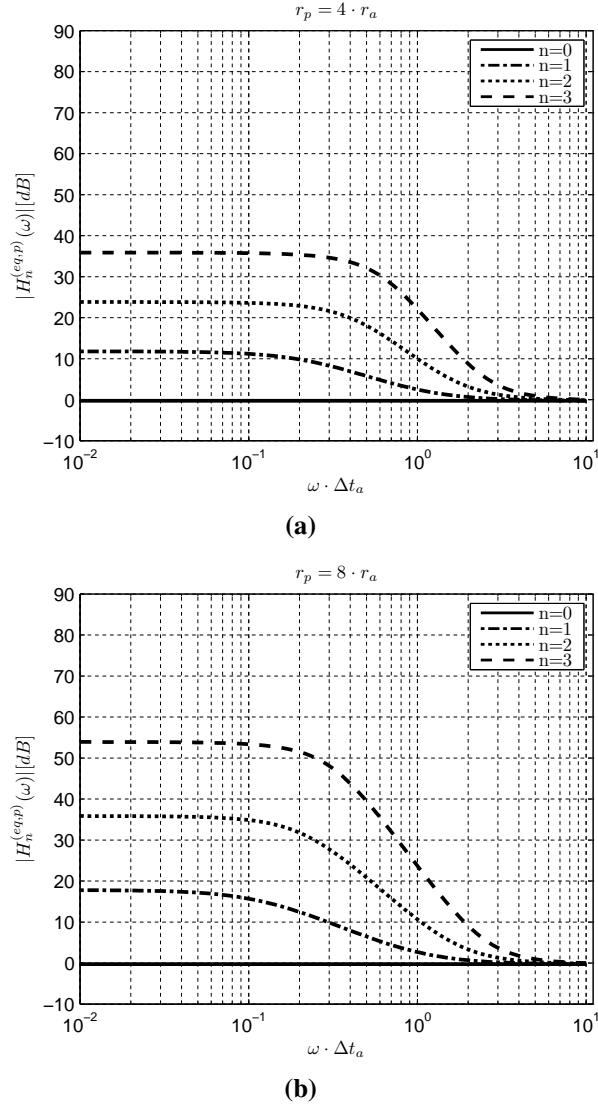 r_p = 4 · r_a
90
80
70
60
50
40
30
20
10
0
−10
|H_n^{(eq,p)}(ω)|[dB]
n=0
n=1
n=2
n=3
10^{−2}
10^{−1}
10^0
10^1
ω · Δt_a
(a)
r_p = 8 · r_a
90
80
70
60
50
40
30
20
10
0
−10
|H_n^{(eq,p)}(ω)|[dB]
n=0
n=1
n=2
n=3
10^{−2}
10^{−1}
10^0
10^1
ω · Δt_a
(b)